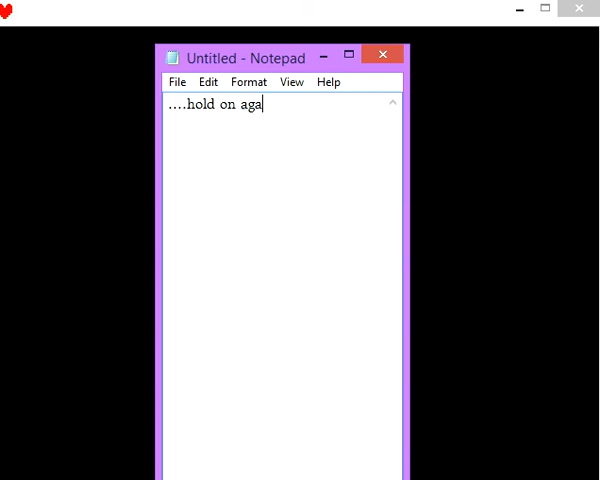 Untitled - Notepad
File Edit Format View Help
....hold on aga